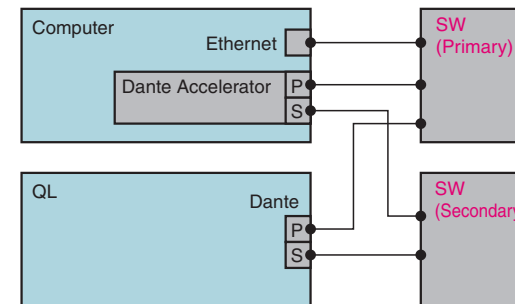 Computer
Ethernet
Dante Accelerator
P
S
SW
(Primary)
QL
Dante
P
S
SW
(Secondary